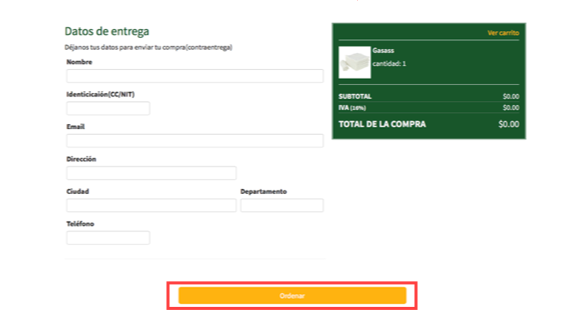 Datos de entrega
Déjanos tus datos para enviar tu compra(contraentrega)
Nombre
Identicicaión(CC/NIT)
Email
Dirección
Ciudad Departamento
Teléfono
Ver carrito
Gasass
cantidad: 1
SUBTOTAL $0.00
IVA (16%) $0.00
TOTAL DE LA COMPRA $0.00
Ordenar